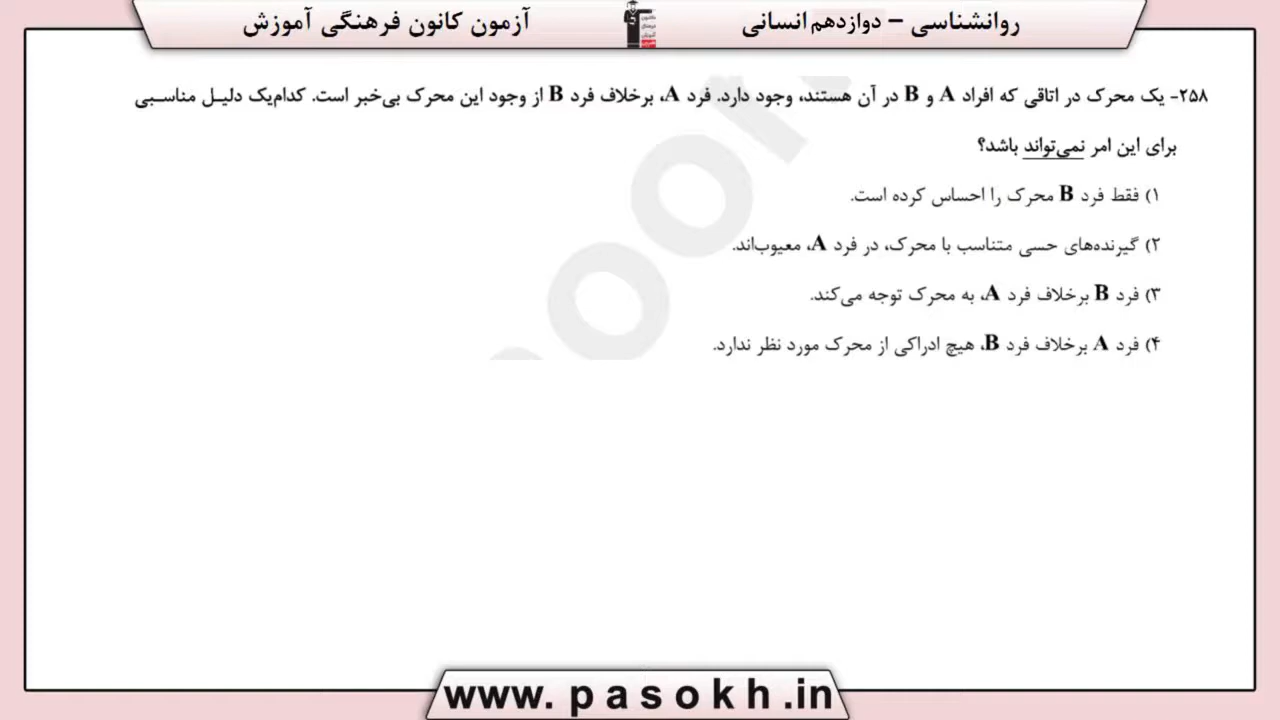 روانشناسی – دوازدهم انسانی
آزمون کانون فرهنگی آموزش
۲۵۸- یک محرک در اتاقی که افراد A و B در آن هستند، وجود دارد. فرد A، برخلاف فرد B از وجود این محرک بی‌خبر است. کدام‌یک دلیل مناسبی
برای این امر نمی‌تواند باشد؟
۱) فقط فرد B محرک را احساس کرده است.
۲) گیرنده‌های حسی متناسب با محرک، در فرد A، معیوب‌اند.
۳) فرد B برخلاف فرد A، به محرک توجه می‌کند.
۴) فرد A برخلاف فرد B، هیچ ادراکی از محرک مورد نظر ندارد.
www. p a s o k h .in